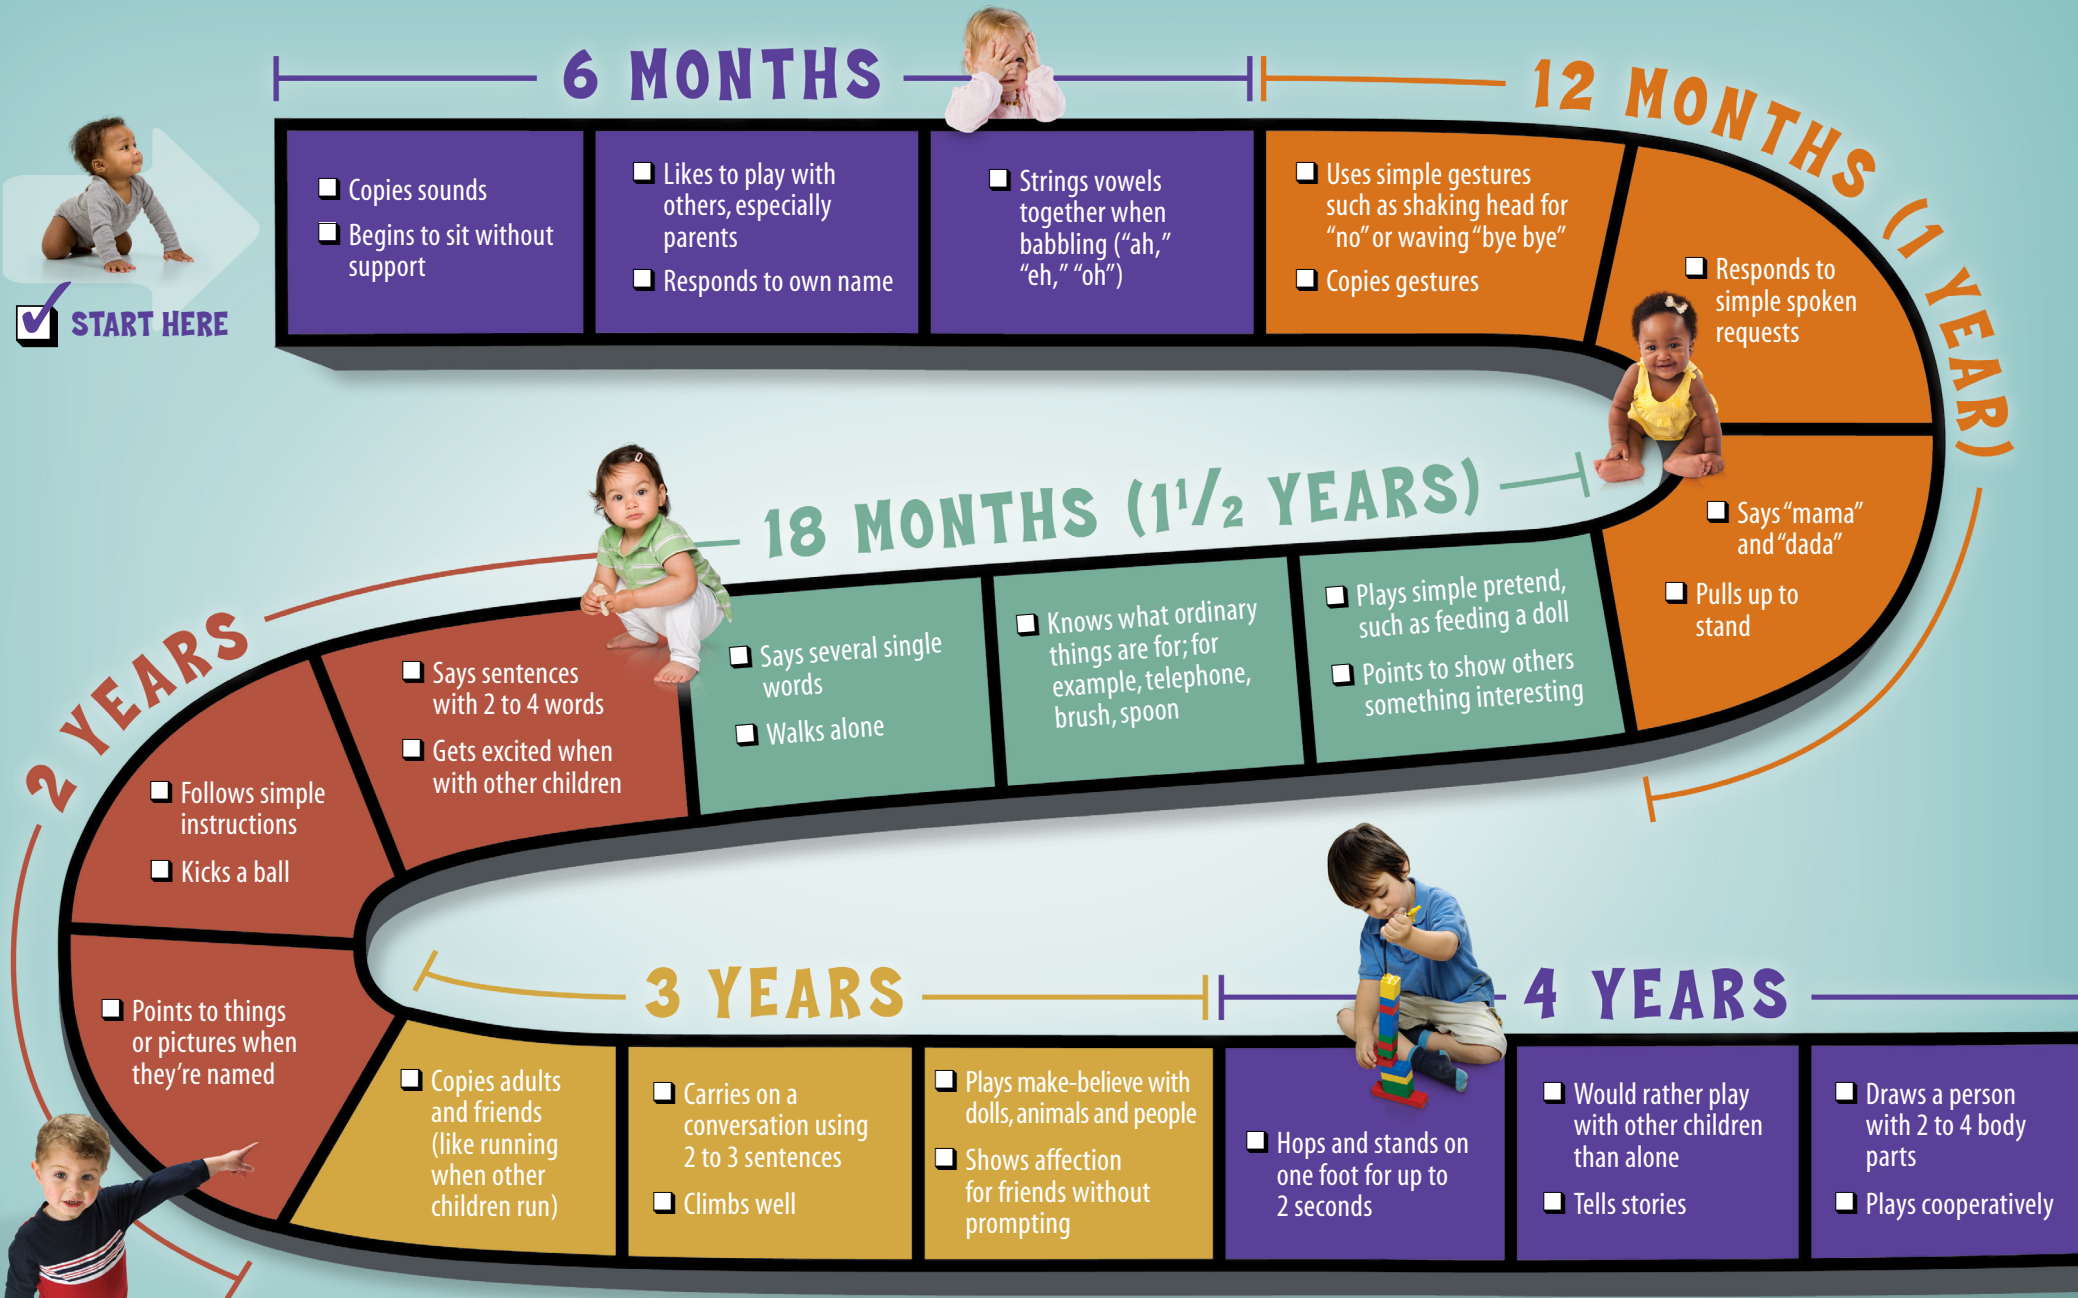 6 MONTHS
12 MONTHS (1 YEAR)
START HERE
Copies sounds
Begins to sit without
support
Likes to play with
others, especially
parents
Responds to own name
Strings vowels
together when
babbling (“ah,”
“eh,” “oh”)
Uses simple gestures
such as shaking head for
“no” or waving “bye bye”
Copies gestures
Responds to
simple spoken
requests
Says “mama”
and “dada”
Pulls up to
stand
18 MONTHS (1 1/2 YEARS)
Plays simple pretend,
such as feeding a doll
Points to show others
something interesting
Knows what ordinary
things are for; for
example, telephone,
brush, spoon
Says several single
words
Walks alone
2 YEARS
Says sentences
with 2 to 4 words
Gets excited when
with other children
Follows simple
instructions
Kicks a ball
Points to things
or pictures when
they’re named
3 YEARS
Copies adults
and friends
(like running
when other
children run)
Carries on a
conversation using
2 to 3 sentences
Climbs well
Plays make-believe with
dolls, animals and people
Shows affection
for friends without
prompting
4 YEARS
Hops and stands on
one foot for up to
2 seconds
Would rather play
with other children
than alone
Tells stories
Draws a person
with 2 to 4 body
parts
Plays cooperatively